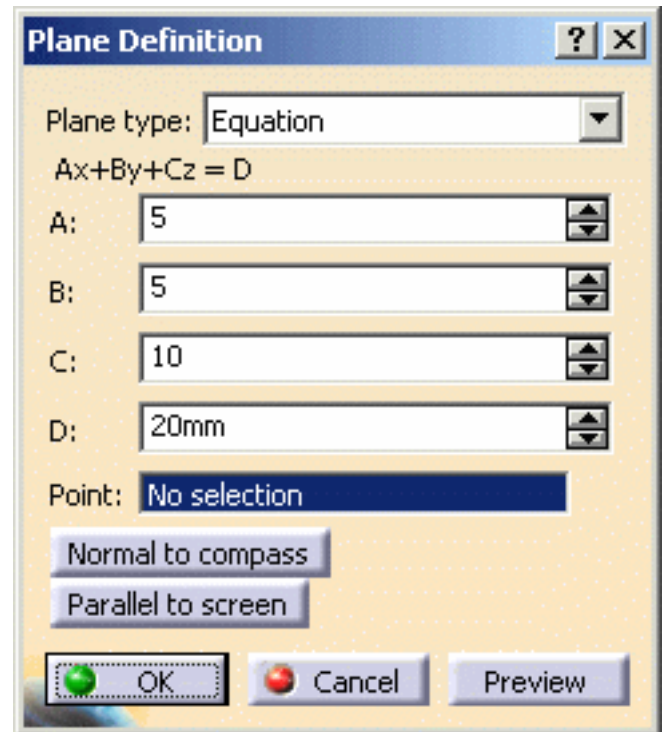 Plane Definition ? X
Plane type: Equation
Ax+By+Cz = D
A: 5
B: 5
C: 10
D: 20mm
Point: No selection
Normal to compass
Parallel to screen
OK Cancel Preview